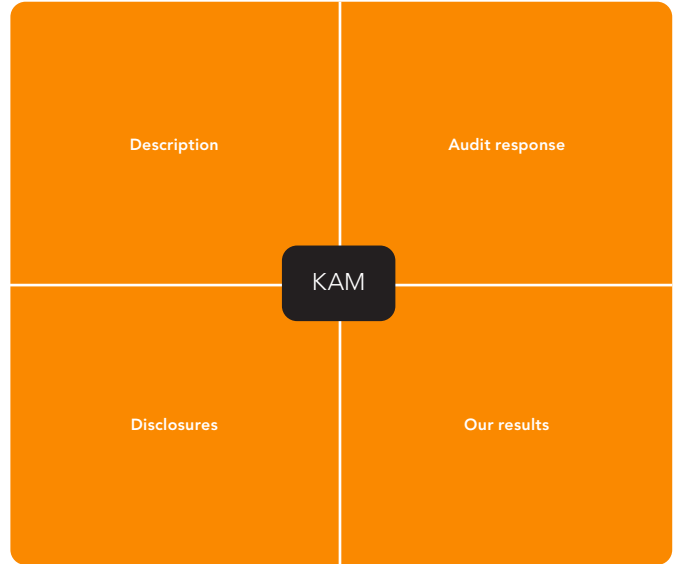 Description
Audit response
KAM
Disclosures
Our results